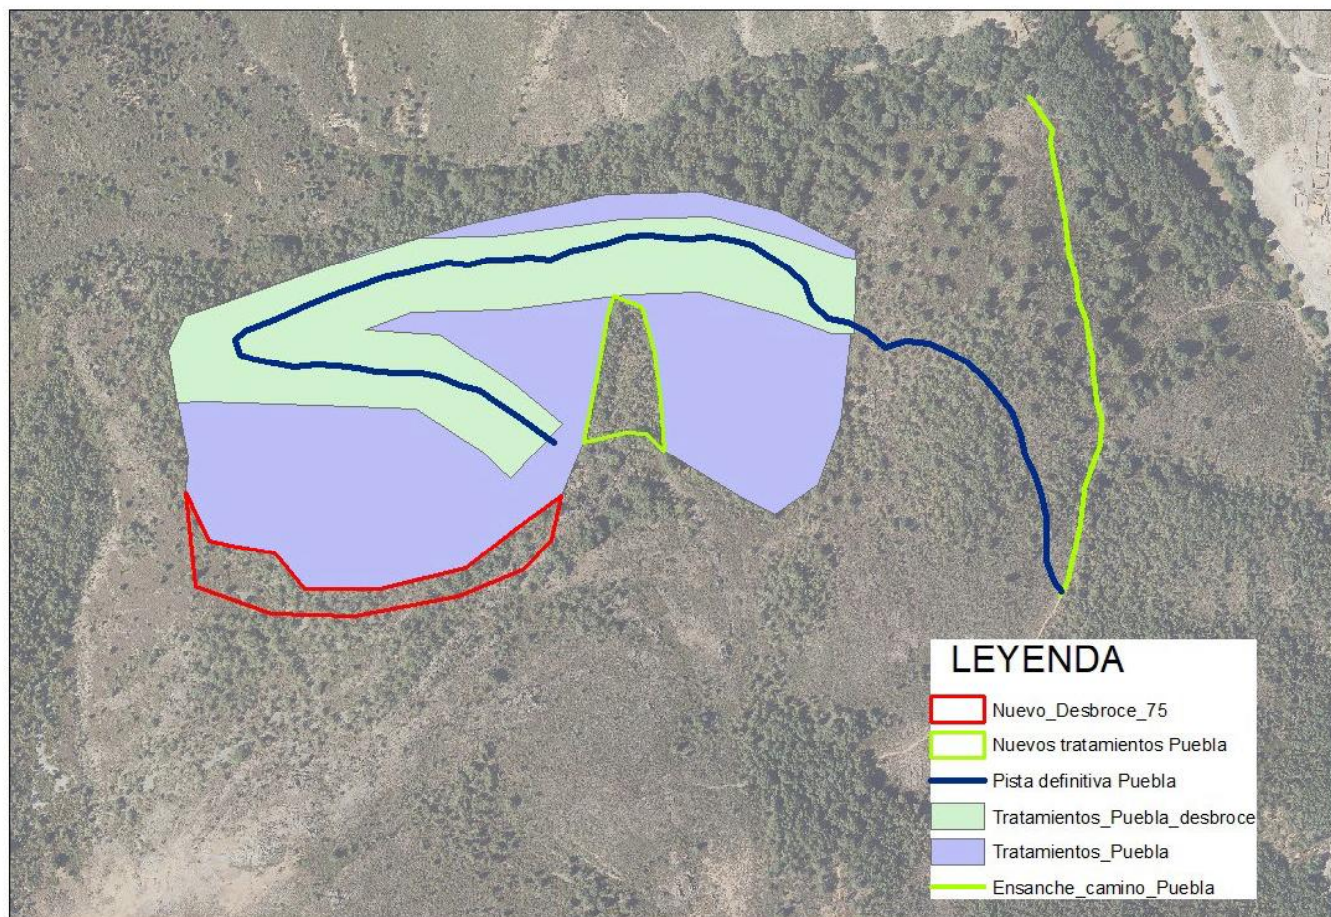 LEYENDA
Nuevo_Desbroce_75
Nuevos tratamientos Puebla
Pista definitiva Puebla
Tratamientos_Puebla_desbroce
Tratamientos_Puebla
Ensanche_camino_Puebla